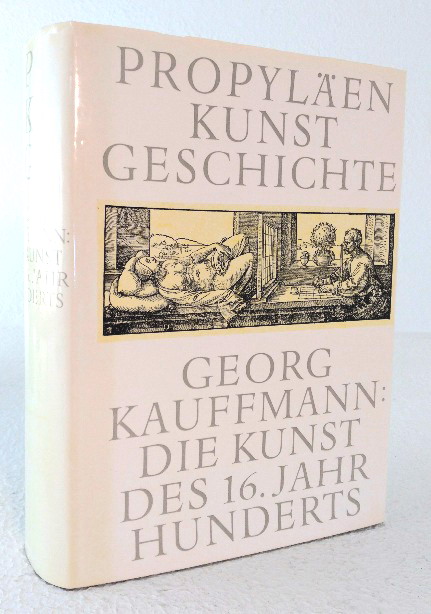 PROPYLÄEN
KUNST
GESCHICHTE
GEORG
KAUFFMANN:
DIE KUNST
DES 16. JAHR
HUNDERTS